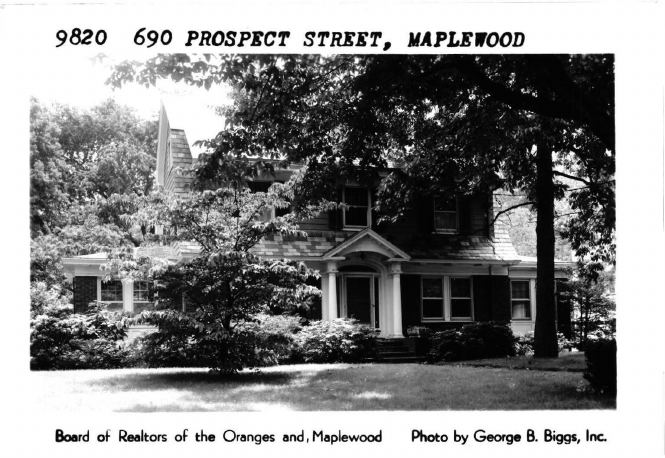 9820 690 PROSPECT STREET, MAPLEWOOD
Board of Realtors of the Oranges and, Maplewood Photo by George B. Biggs, Inc.